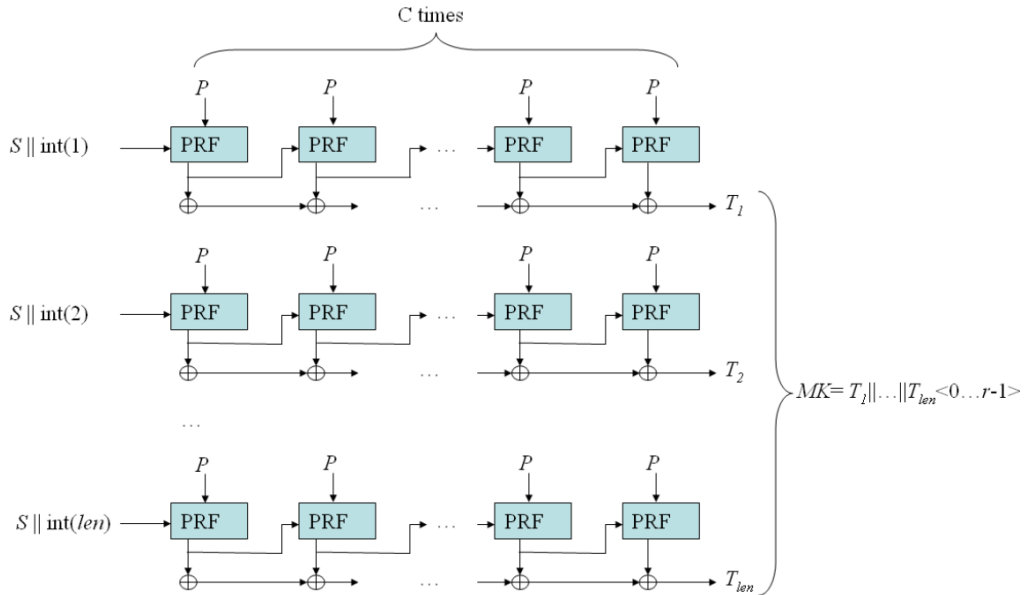 C times
P P P P
S || int(1) PRF PRF … PRF PRF
… T1
P P P P
S || int(2) PRF PRF … PRF PRF
… T2
MK= T1||…||Tlen<0…r-1>
…
P P P P
S || int(len) PRF PRF … PRF PRF
… Tlen